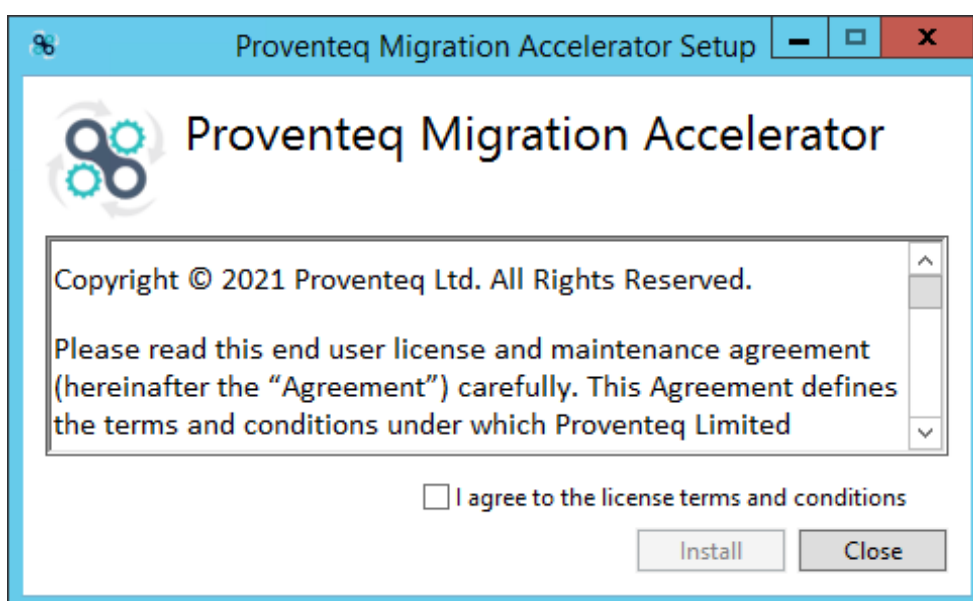 Proventeq Migration Accelerator Setup
Proventeq Migration Accelerator
Copyright © 2021 Proventeq Ltd. All Rights Reserved.
Please read this end user license and maintenance agreement
(hereinafter the “Agreement”) carefully. This Agreement defines
the terms and conditions under which Proventeq Limited
I agree to the license terms and conditions
Install
Close